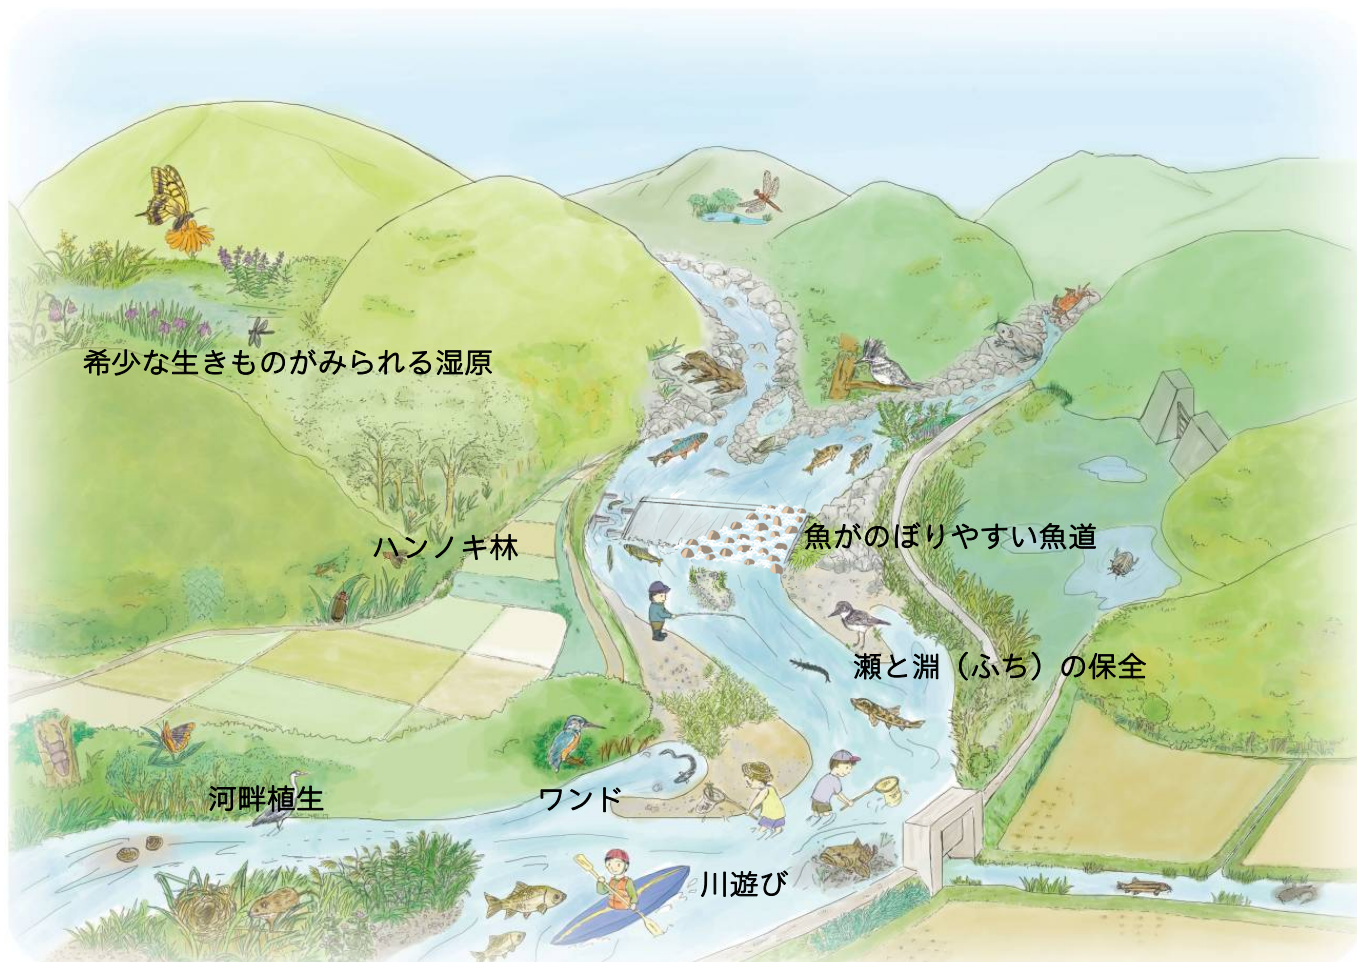 希少な生きものがみられる湿原
ハンノキ林
魚がのぼりやすい魚道
瀬と淵（ふち）の保全
河畔植生
ワンド
川遊び